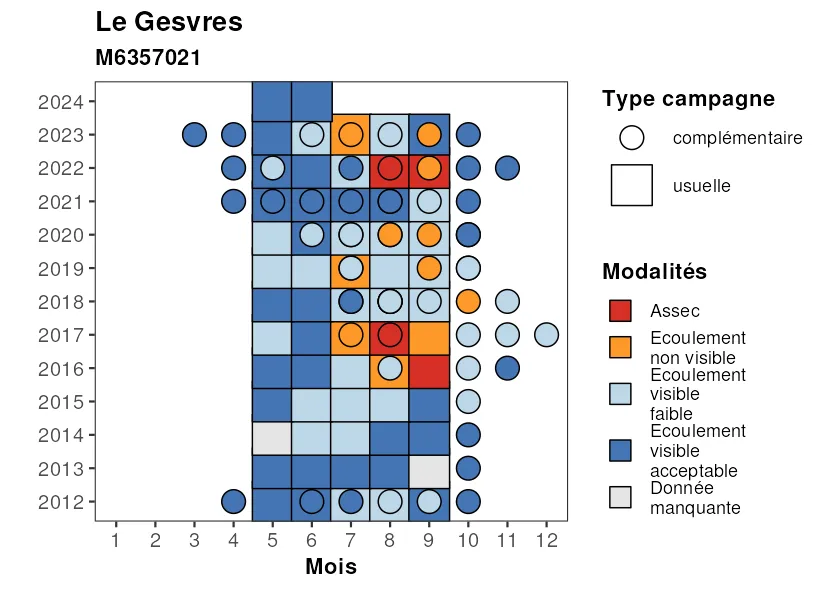 Le Gesvres
M6357021
2024
2023
2022
2021
2020
2019
2018
2017
2016
2015
2014
2013
2012
1 2 3 4 5 6 7 8 9 10 11 12
Mois
Type campagne
complémentaire
usuelle
Modalités
Assec
Ecoulement
non visible
Ecoulement
visible
faible
Ecoulement
visible
acceptable
Donnée
manquante